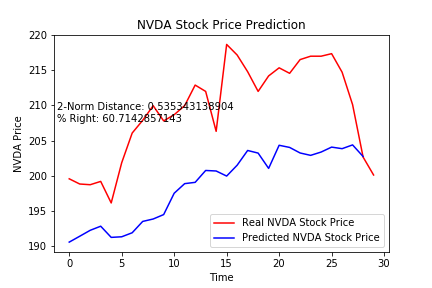 NVDA Stock Price Prediction
220
215
210
205
200
195
190
NVDA Price
2-Norm Distance: 0.535343138904
% Right: 60.7142857143
Real NVDA Stock Price
Predicted NVDA Stock Price
0 5 10 15 20 25 30
Time